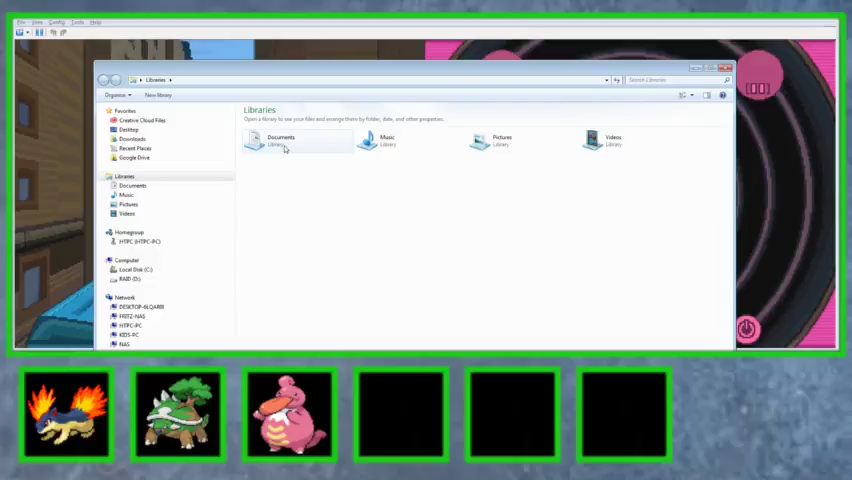 File View Config Tools Help
Libraries
Search Libraries
Organize New library
Favorites
Creative Cloud Files
Desktop
Downloads
Recent Places
Google Drive
Libraries
Documents
Music
Pictures
Videos
Homegroup
HTPC (HTPC-PC)
Computer
Local Disk (C:)
RAID (D:)
Network
DESKTOP-6LQARBI
FRITZ-NAS
HTPC-PC
KIDS-PC
NAS
Libraries
Open a library to see your files and arrange them by folder, date, and other properties.
Documents
Library
Music
Library
Pictures
Library
Videos
Library